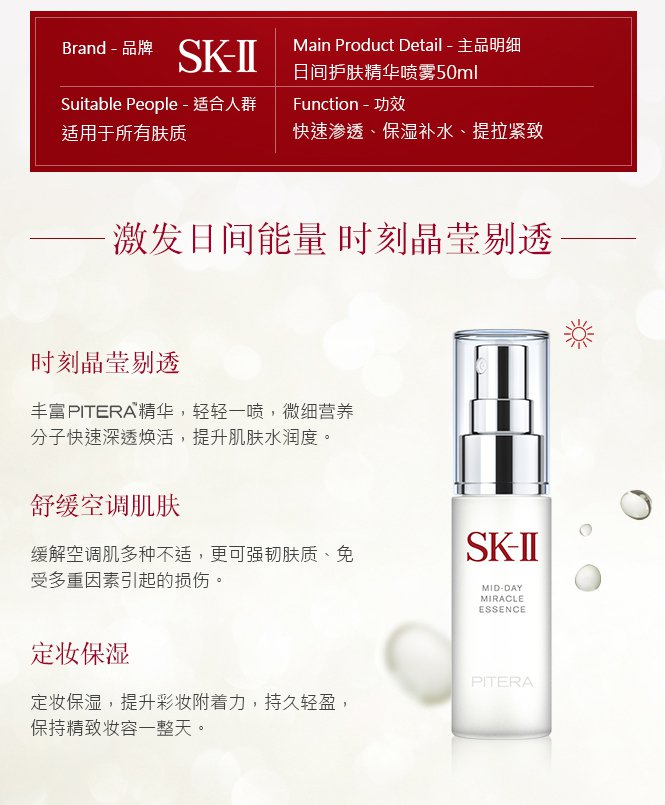 Brand - 品牌
SK-II
Main Product Detail - 主品明细
日间护肤精华喷雾50ml
Suitable People - 适合人群
适用于所有肤质
Function - 功效
快速渗透、保湿补水、提拉紧致
激发日间能量 时刻晶莹剔透
时刻晶莹剔透
丰富PITERA™精华，轻轻一喷，微细营养
分子快速深透焕活，提升肌肤水润度。
舒缓空调肌肤
缓解空调肌多种不适，更可强韧肤质、免
受多重因素引起的损伤。
定妆保湿
定妆保湿，提升彩妆附着力，持久轻盈，
保持精致妆容一整天。
SK-II
MID-DAY
MIRACLE
ESSENCE
PITERA